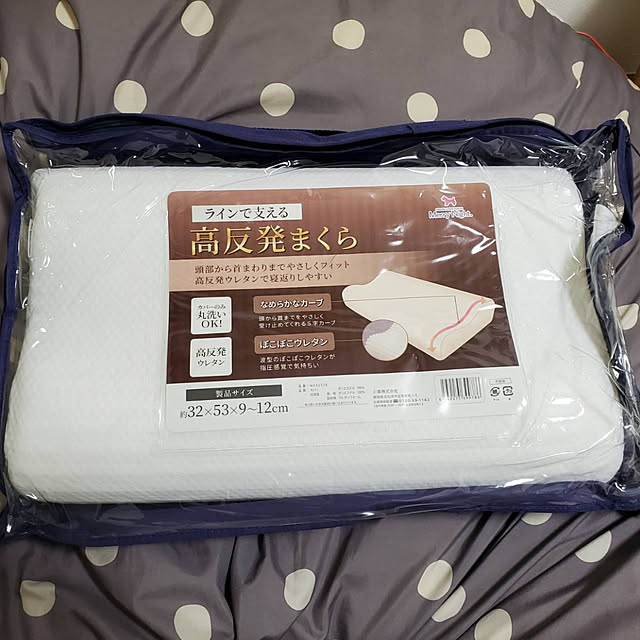 Merry Night
ラインで支える
高反発まくら
頭部から首まわりまでやさしくフィット
高反発ウレタンで寝返りしやすい
カバーのみ
丸洗い
OK!
なめらかなカーブ
頭から首までをやさしく
受け止めてくれるS字カーブ
高反発
ウレタン
ぽこぽこウレタン
波型のぽこぽこウレタンが
指圧感覚で気持ちいい
製品サイズ
約32×53×9〜12cm